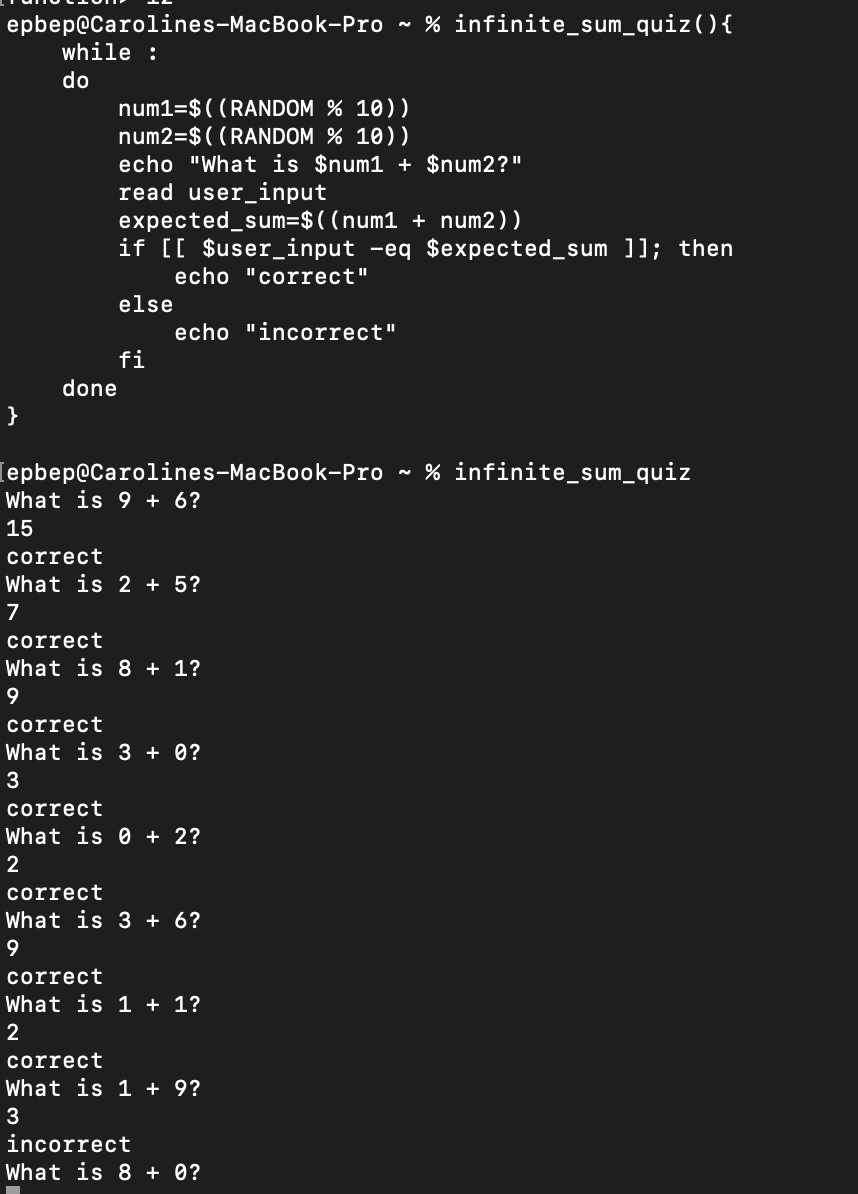 epbep@Carolines-MacBook-Pro ~ % infinite_sum_quiz(){
    while :
    do
        num1=$((RANDOM % 10))
        num2=$((RANDOM % 10))
        echo "What is $num1 + $num2?"
        read user_input
        expected_sum=$((num1 + num2))
        if [[ $user_input -eq $expected_sum ]]; then
            echo "correct"
        else
            echo "incorrect"
        fi
    done
}

[epbep@Carolines-MacBook-Pro ~ % infinite_sum_quiz
What is 9 + 6?
15
correct
What is 2 + 5?
7
correct
What is 8 + 1?
9
correct
What is 3 + 0?
3
correct
What is 0 + 2?
2
correct
What is 3 + 6?
9
correct
What is 1 + 1?
2
correct
What is 1 + 9?
3
incorrect
What is 8 + 0?